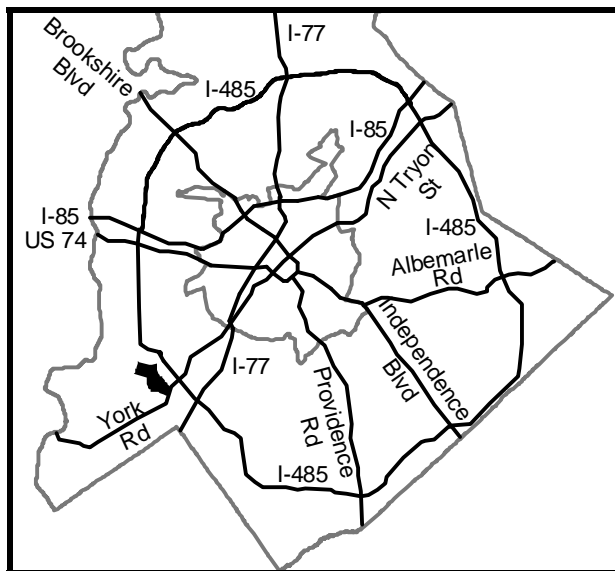 I-77
Brookshire
Blvd
I-485
I-85
N Tryon
St
I-85
US 74
I-485
Albemarle
Rd
Independence
Blvd
I-77
Providence
Rd
York
Rd
I-485